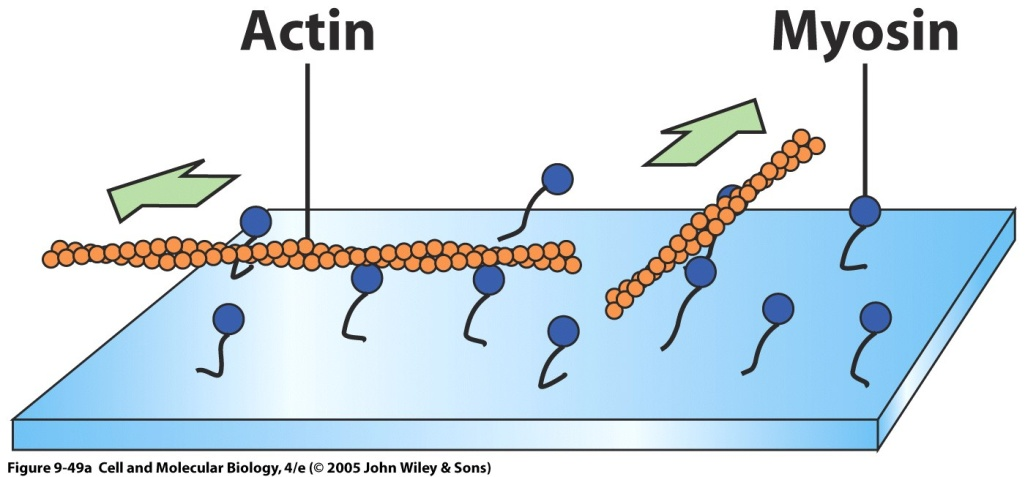 Actin
Myosin
Figure 9-49a Cell and Molecular Biology, 4/e (© 2005 John Wiley & Sons)